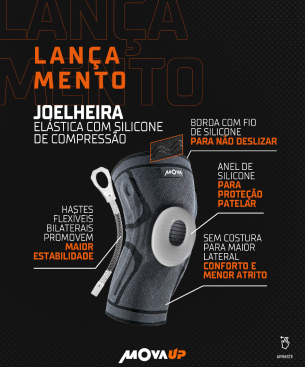 LANÇA
MENTO
LANÇA
MENTO
JOELHEIRA
ELÁSTICA COM SILICONE
DE COMPRESSÃO
BORDA COM FIO
DE SILICONE
PARA NÃO DESLIZAR
MOVA
ANEL DE
SILICONE
PARA
PROTEÇÃO
PATELAR
HASTES
FLEXÍVEIS
BILATERAIS
PROMOVEM
MAIOR
ESTABILIDADE
SEM COSTURA
PARA MAIOR
LATERAL
CONFORTO E
MENOR ATRITO
MOVAUP
ARRASTE